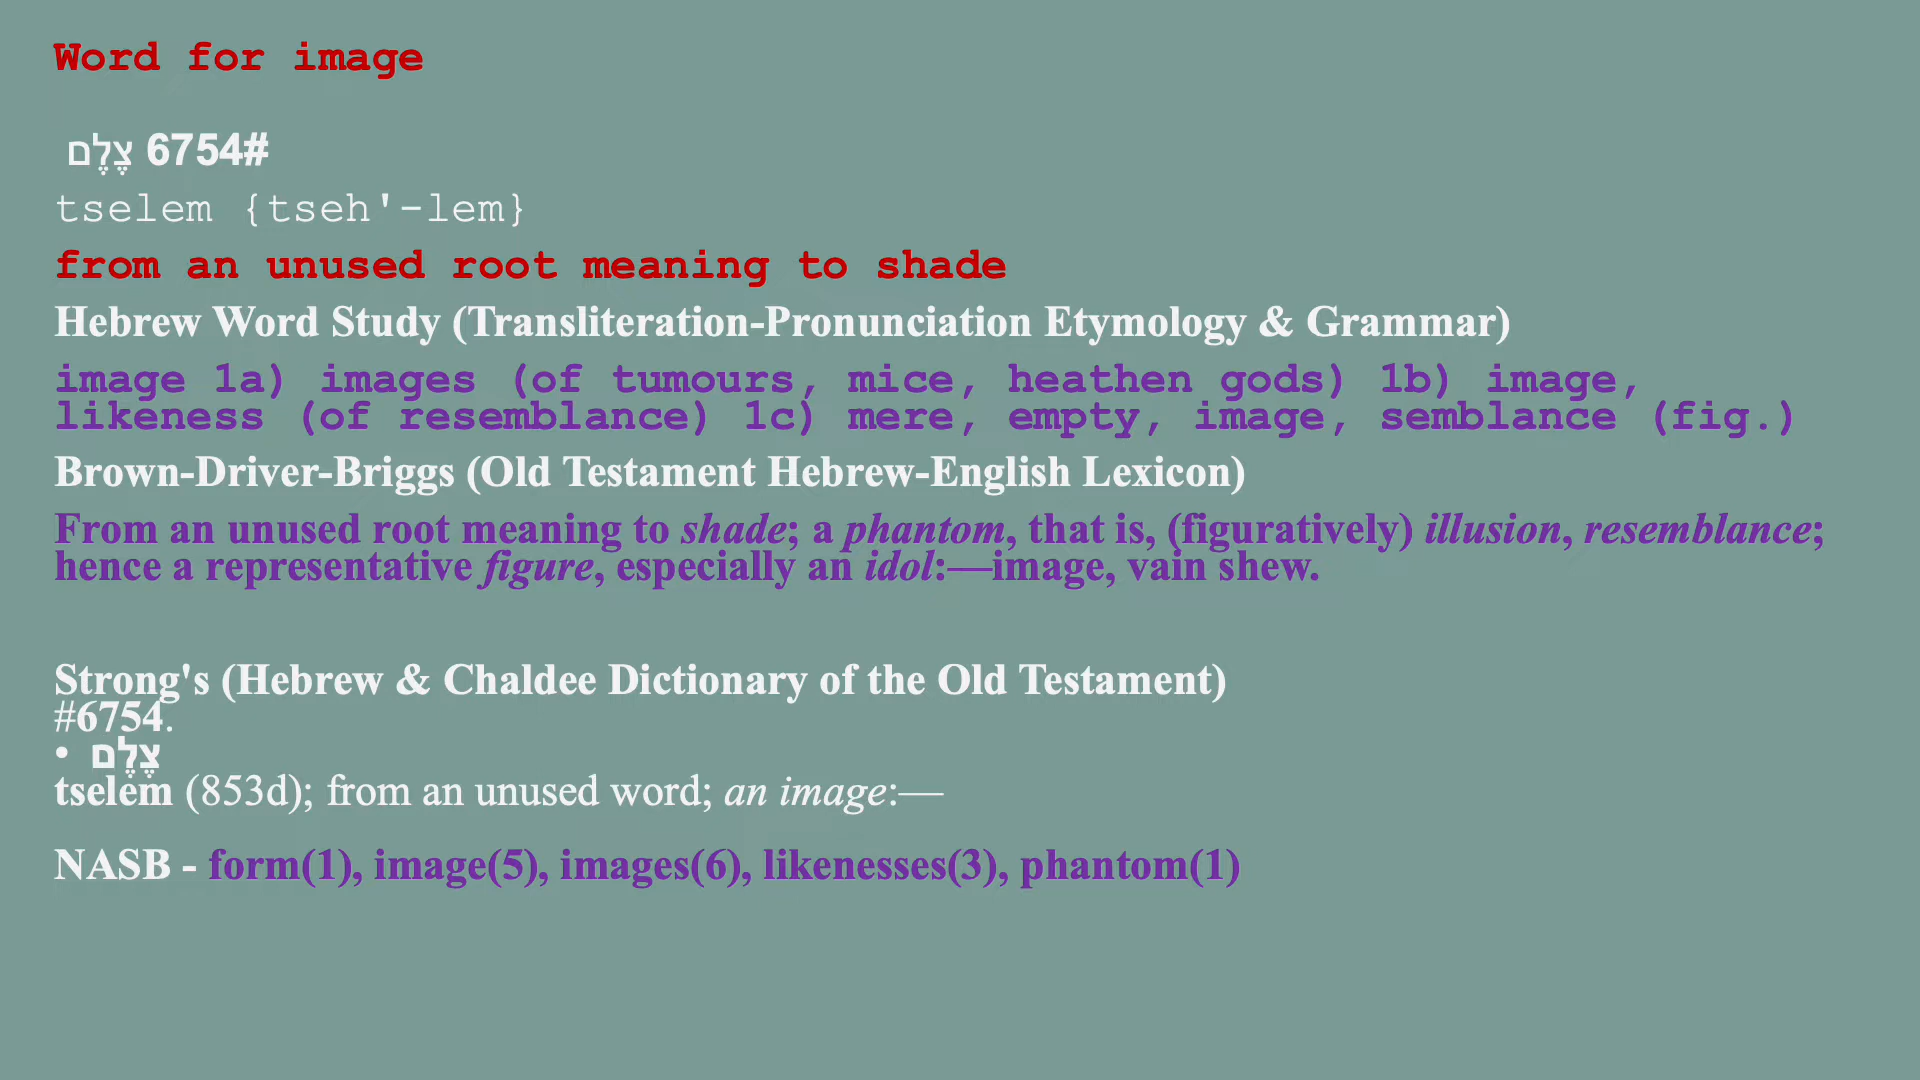 Word for image
צֶלֶם 6754#
tselem {tseh'-lem}
from an unused root meaning to shade
Hebrew Word Study (Transliteration-Pronunciation Etymology & Grammar)
image 1a) images (of tumours, mice, heathen gods) 1b) image,
likeness (of resemblance) 1c) mere, empty, image, semblance (fig.)
Brown-Driver-Briggs (Old Testament Hebrew-English Lexicon)
From an unused root meaning to shade; a phantom, that is, (figuratively) illusion, resemblance;
hence a representative figure, especially an idol:—image, vain shew.
Strong's (Hebrew & Chaldee Dictionary of the Old Testament)
#6754.
• צֶלֶם
tselem (853d); from an unused word; an image:—
NASB - form(1), image(5), images(6), likenesses(3), phantom(1)